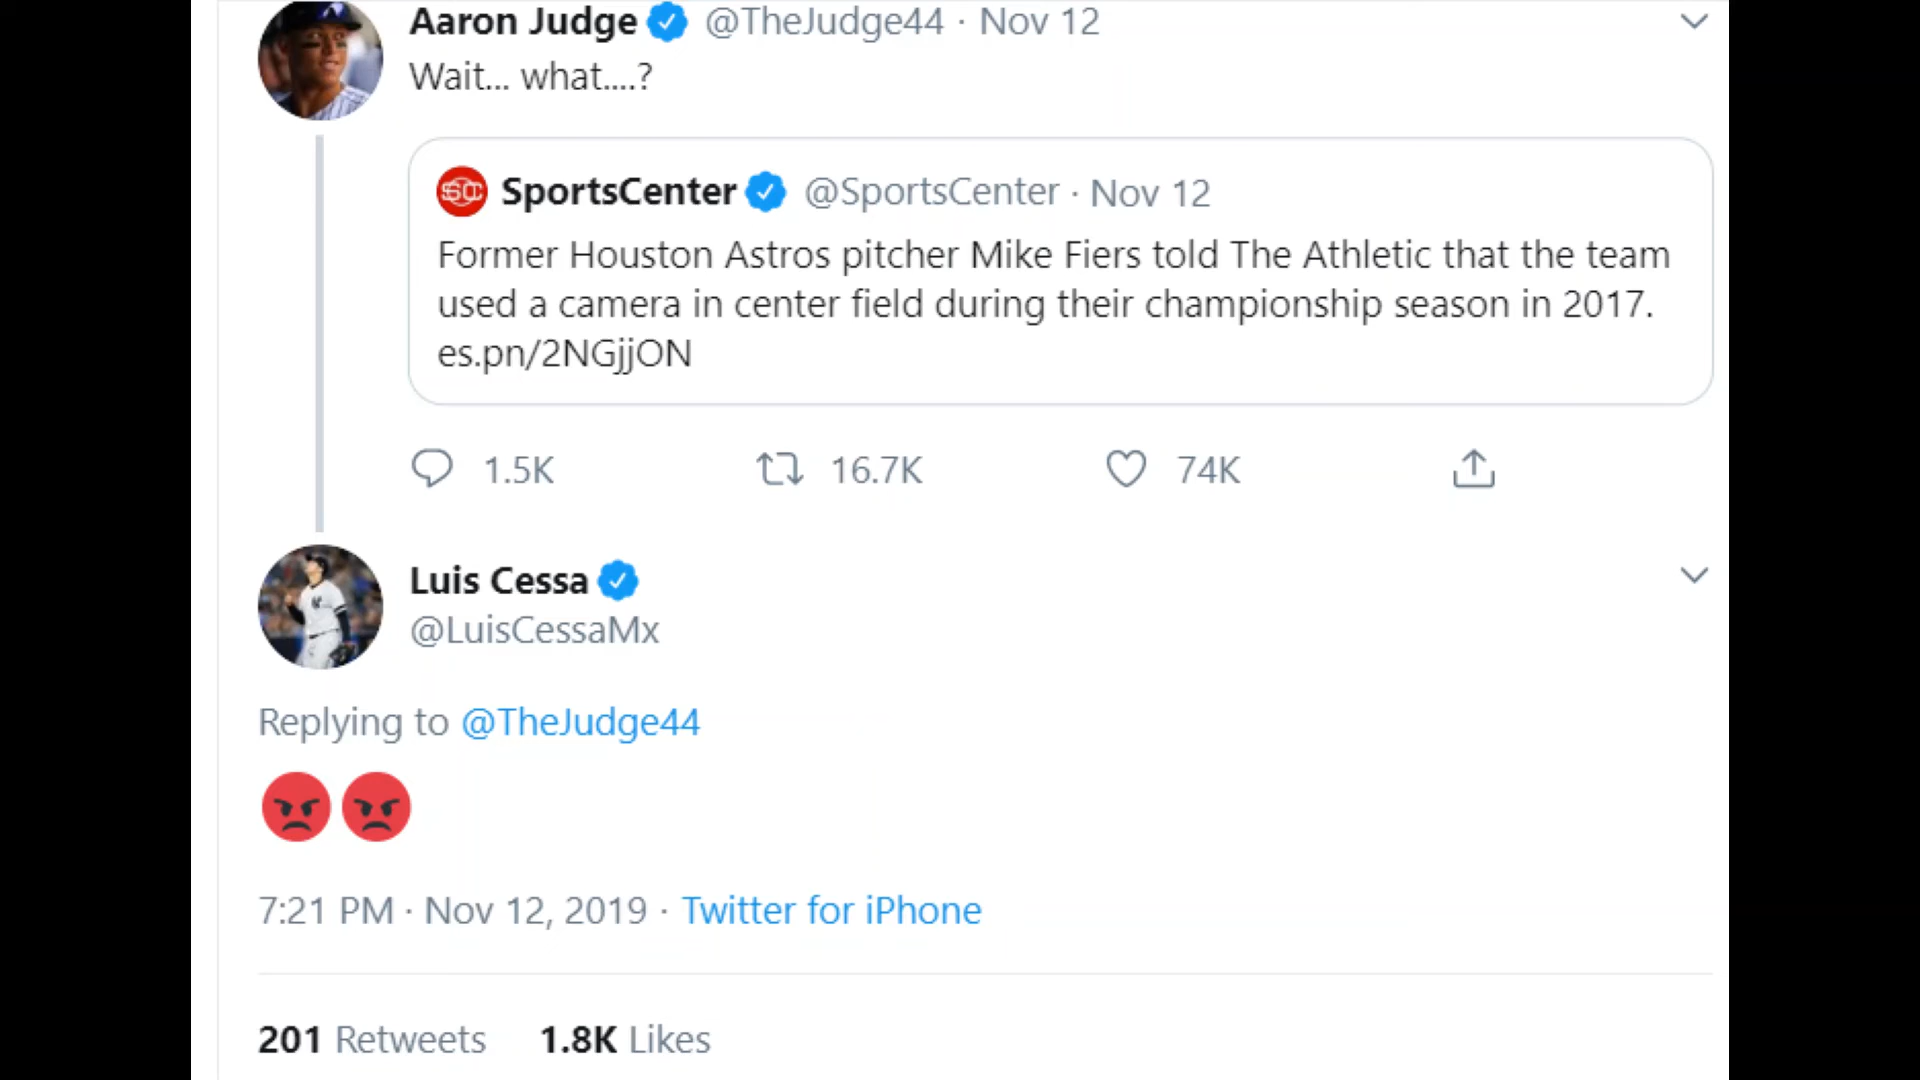 Aaron Judge @TheJudge44 · Nov 12
Wait... what....?
SC SportsCenter @SportsCenter · Nov 12
Former Houston Astros pitcher Mike Fiers told The Athletic that the team
used a camera in center field during their championship season in 2017.
es.pn/2NGjjON
1.5K 16.7K 74K
Luis Cessa
@LuisCessaMx
Replying to @TheJudge44
😡😡
7:21 PM · Nov 12, 2019 · Twitter for iPhone
201 Retweets 1.8K Likes